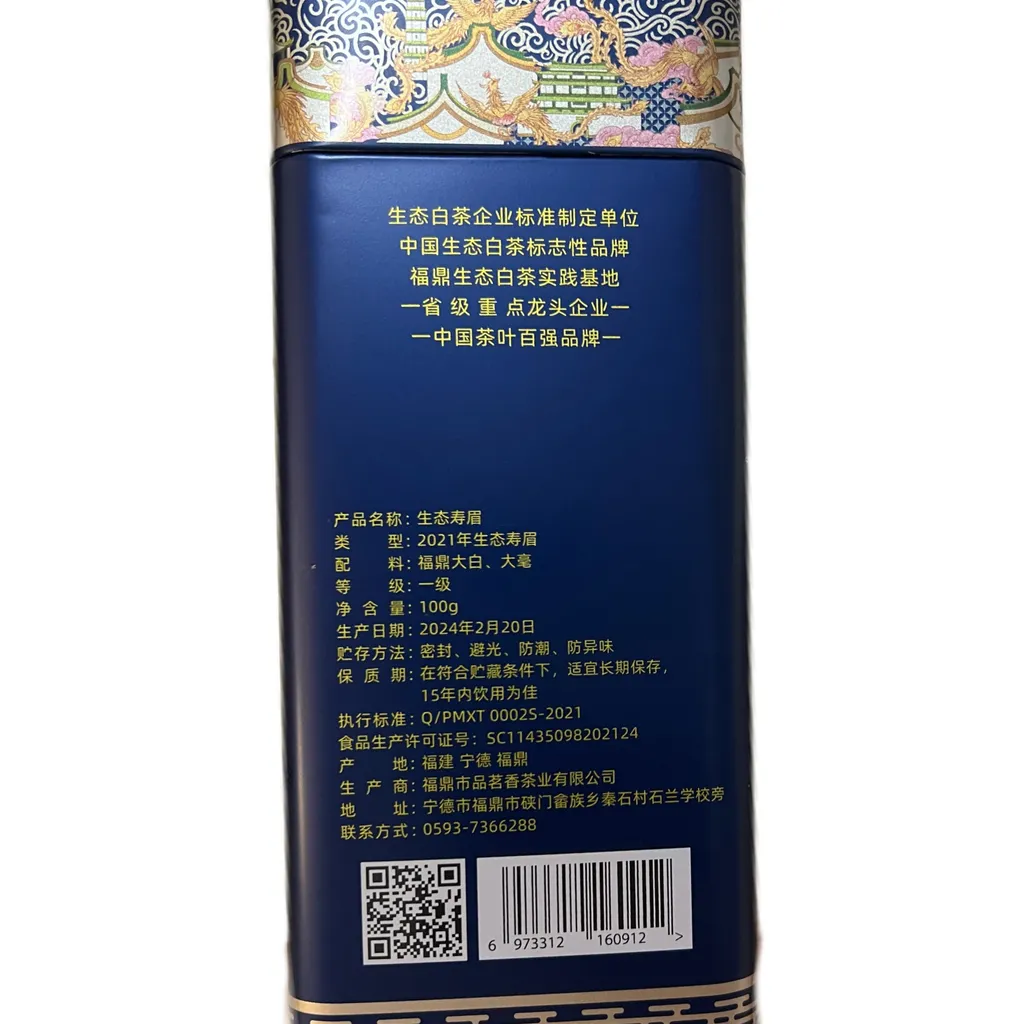 生态白茶企业标准制定单位
中国生态白茶标志性品牌
福鼎生态白茶实践基地
一省 级 重 点龙头企业一
一中国茶叶百强品牌一
产品名称：生态寿眉
类 型：2021年生态寿眉
配 料：福鼎大白、大毫
等 级：一级
净 含 量：100g
生产日期：2024年2月20日
贮存方法：密封、避光、防潮、防异味
保 质 期：在符合贮藏条件下，适宜长期保存，
15年内饮用为佳
执行标准：Q/PMXT 0002S-2021
食品生产许可证号：SC11435098202124
产 地：福建 宁德 福鼎
生 产 商：福鼎市品茗香茶业有限公司
地 址：宁德市福鼎市硖门畲族乡秦石村石兰学校旁
联系方式：0593-7366288
6 973312 160912 >